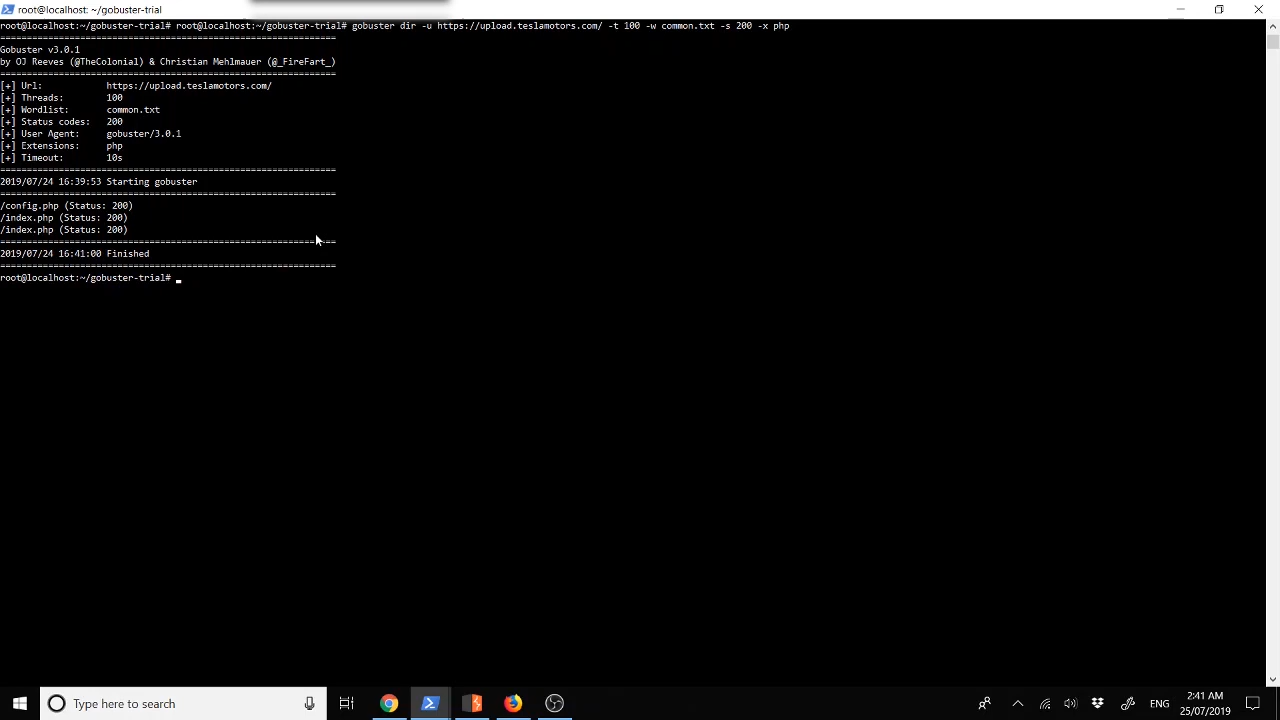 root@localhost: ~/gobuster-trial
root@localhost:~/gobuster-trial# root@localhost:~/gobuster-trial# gobuster dir -u https://upload.teslamotors.com/ -t 100 -w common.txt -s 200 -x php
===============================================================
Gobuster v3.0.1
by OJ Reeves (@TheColonial) & Christian Mehlmauer (@_FireFart_)
===============================================================
[+] Url:            https://upload.teslamotors.com/
[+] Threads:        100
[+] Wordlist:       common.txt
[+] Status codes:   200
[+] User Agent:     gobuster/3.0.1
[+] Extensions:     php
[+] Timeout:        10s
===============================================================
2019/07/24 16:39:53 Starting gobuster
===============================================================
/config.php (Status: 200)
/index.php (Status: 200)
/index.php (Status: 200)
===============================================================
2019/07/24 16:41:00 Finished
===============================================================
root@localhost:~/gobuster-trial#
Type here to search
ENG
2:41 AM
25/07/2019